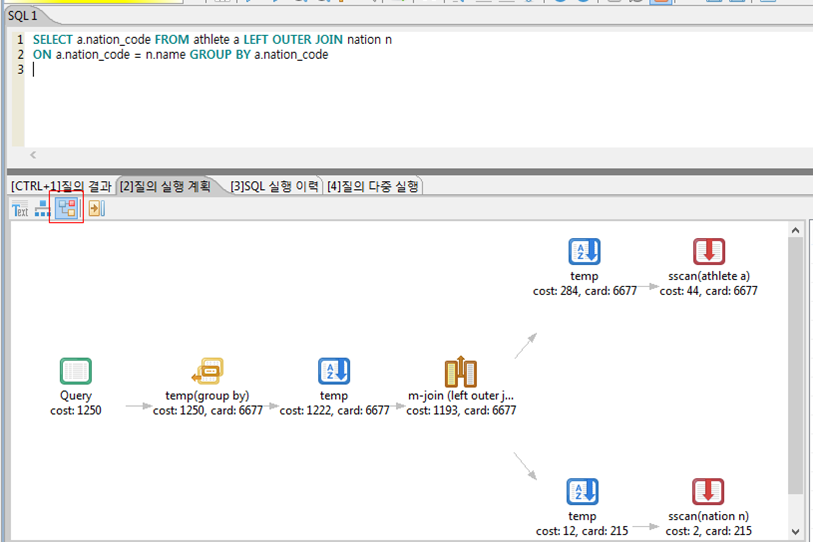 SQL 1
1 SELECT a.nation_code FROM athlete a LEFT OUTER JOIN nation n
2 ON a.nation_code = n.name GROUP BY a.nation_code
3
[CTRL+1]질의 결과 [2]질의 실행 계획 [3]SQL 실행 이력 [4]질의 다중 실행
Text
temp
cost: 284, card: 6677
sscan(athlete a)
cost: 44, card: 6677
Query
cost: 1250
temp(group by)
cost: 1250, card: 6677
temp
cost: 1222, card: 6677
m-join (left outer j...
cost: 1193, card: 6677
temp
cost: 12, card: 215
sscan(nation n)
cost: 2, card: 215